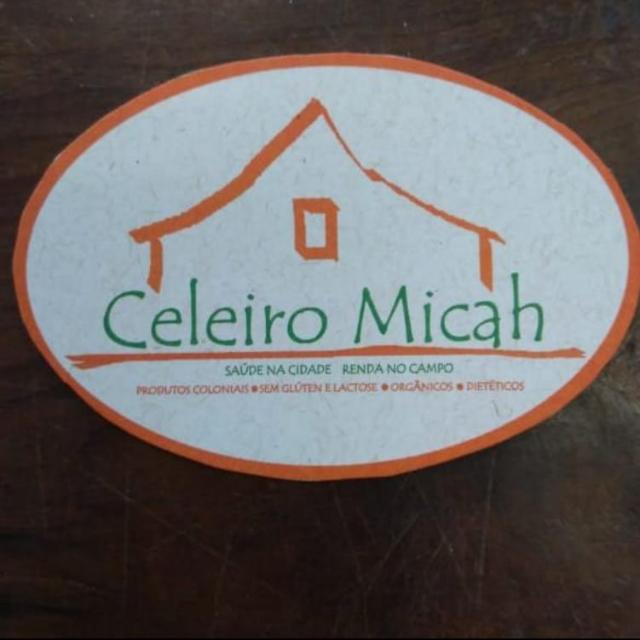 Celeiro Micah
SAÚDE NA CIDADE RENDA NO CAMPO
PRODUTOS COLONIAIS • SEM GLÚTEN E LACTOSE • ORGÂNICOS • DIETÉTICOS